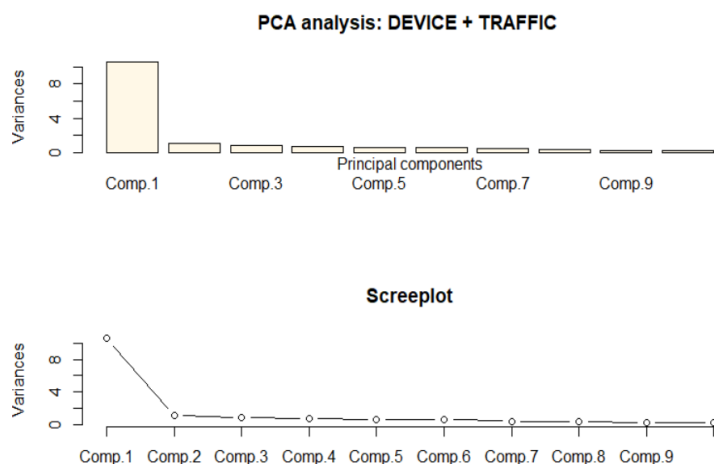 PCA analysis: DEVICE + TRAFFIC
Variances
0
4
8
Principal components
Comp.1 Comp.3 Comp.5 Comp.7 Comp.9
Screeplot
Variances
0
4
8
Comp.1 Comp.2 Comp.3 Comp.4 Comp.5 Comp.6 Comp.7 Comp.8 Comp.9